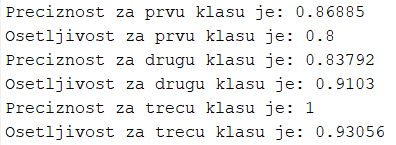 Preciznost za prvu klasu je: 0.86885
Osetljivost za prvu klasu je: 0.8
Preciznost za drugu klasu je: 0.83792
Osetljivost za drugu klasu je: 0.9103
Preciznost za trecu klasu je: 1
Osetljivost za trecu klasu je: 0.93056